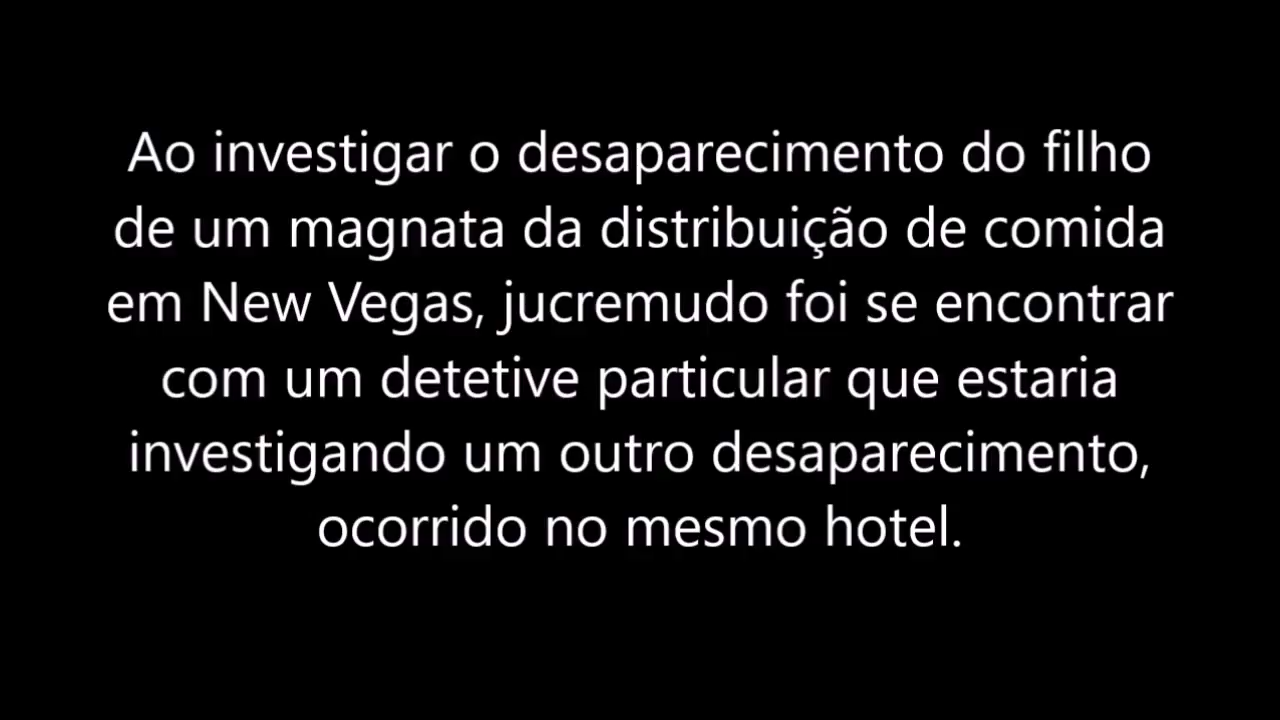 Ao investigar o desaparecimento do filho
de um magnata da distribuição de comida
em New Vegas, jucremudo foi se encontrar
com um detetive particular que estaria
investigando um outro desaparecimento,
ocorrido no mesmo hotel.